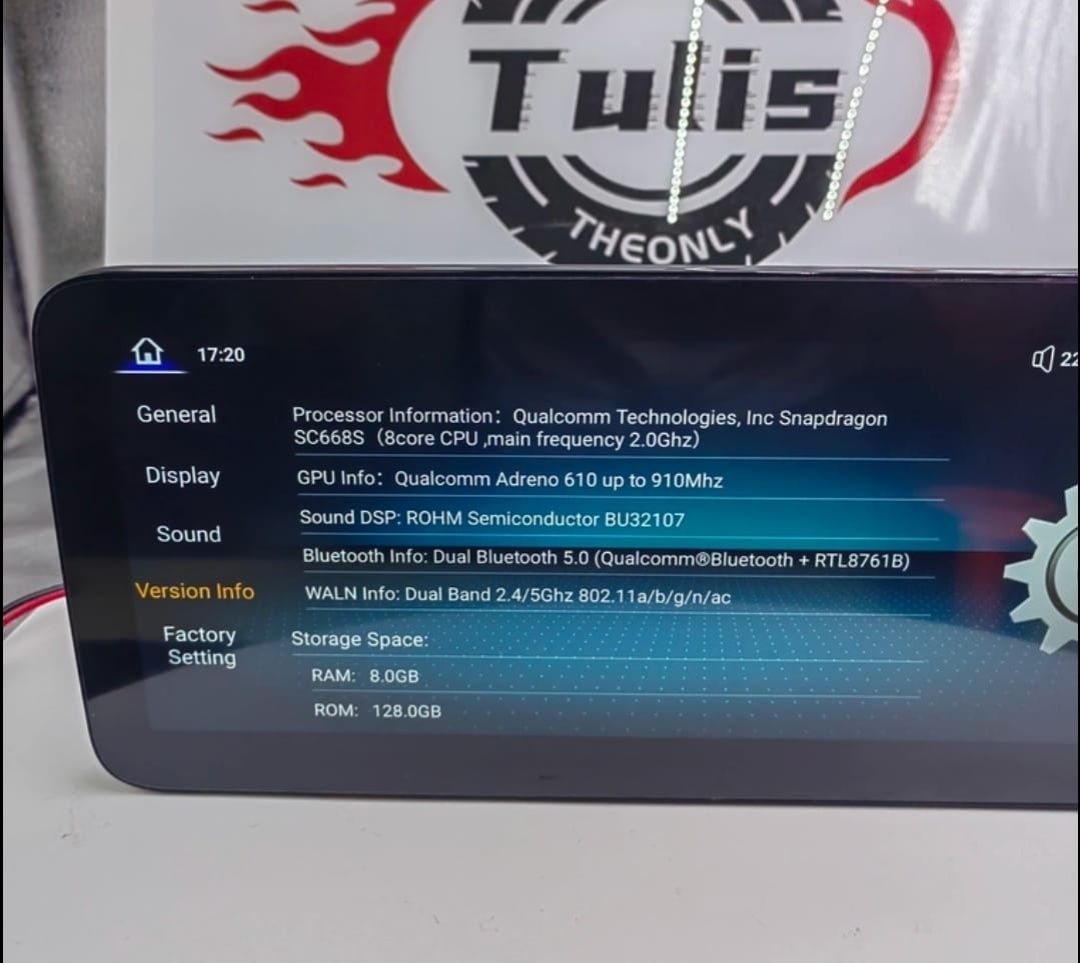 Tulis
THEONLY
17:20
22
General
Processor Information: Qualcomm Technologies, Inc Snapdragon
SC668S (8core CPU ,main frequency 2.0Ghz)
Display
GPU Info: Qualcomm Adreno 610 up to 910Mhz
Sound DSP: ROHM Semiconductor BU32107
Sound
Bluetooth Info: Dual Bluetooth 5.0 (Qualcomm®Bluetooth + RTL8761B)
Version Info
WALN Info: Dual Band 2.4/5Ghz 802.11a/b/g/n/ac
Factory
Setting
Storage Space:
RAM: 8.0GB
ROM: 128.0GB